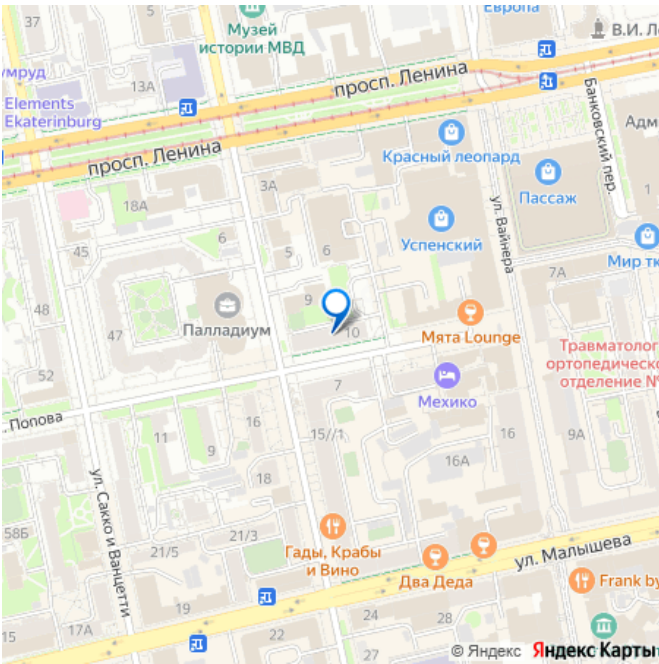 37
Музей
истории МВД
Европа
В.И. Ле
умруд
13А
просп. Ленина
Elements
Ekaterinburg
Банковский пер.
Адм
просп. Ленина
Красный леопард
3А
Пассаж
1
18А
ул. Вайнера
45
6
5
6
Успенский
Мир тк
7А
48
9
Палладиум
10
47
Мята Lounge
Травматолог
ортопедическо
отделение №
52
7
Мехико
. Попова
16
11
15//1
9
16
9А
16А
18
ул. Сакко и Ванцетти
58Б
21/3
21/5
Гады, Крабы
и Вино
ул. Малышева
Два Деда
Frank by
19
17А
24
28
15
22
27
© Яндекс Яндекс Карты